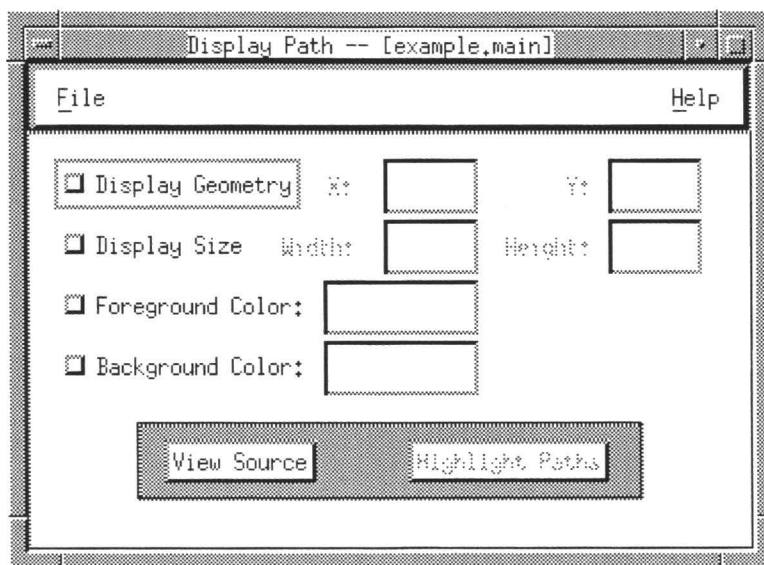 Display Path -- [example.main]
File Help
Display Geometry X: Y:
Display Size Width: Height:
Foreground Color:
Background Color:
View Source Highlight Paths